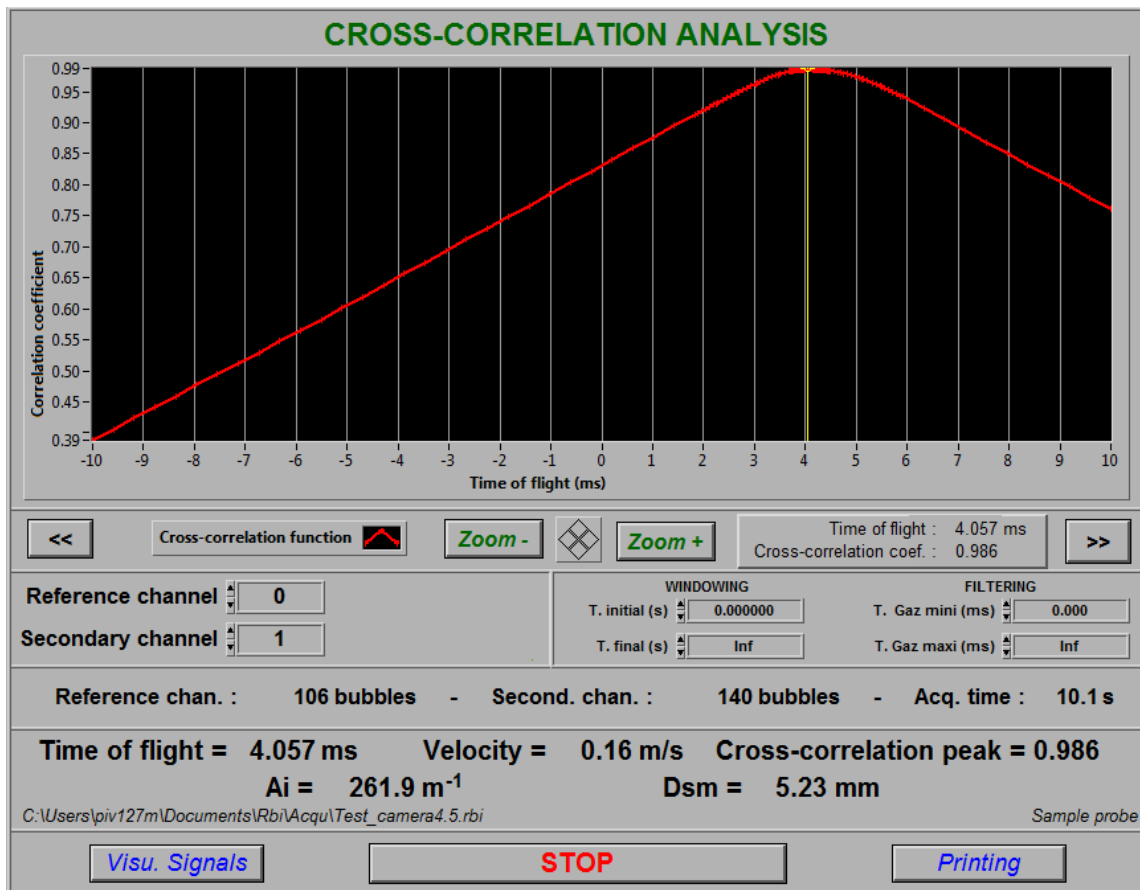 CROSS-CORRELATION ANALYSIS
Correlation coefficient
0.99
0.95
0.90
0.85
0.80
0.75
0.70
0.65
0.60
0.55
0.50
0.45
0.39
-10 -9 -8 -7 -6 -5 -4 -3 -2 -1 0 1 2 3 4 5 6 7 8 9 10
Time of flight (ms)
<< Cross-correlation function Zoom - Zoom + Time of flight : 4.057 ms >>
Cross-correlation coef. : 0.986
Reference channel 0
Secondary channel 1
WINDOWING FILTERING
T. initial (s) 0.000000 T. Gaz mini (ms) 0.000
T. final (s) Inf T. Gaz maxi (ms) Inf
Reference chan. : 106 bubbles - Second. chan. : 140 bubbles - Acq. time : 10.1 s
Time of flight = 4.057 ms Velocity = 0.16 m/s Cross-correlation peak = 0.986
Ai = 261.9 m-1 Dsm = 5.23 mm
C:\Users\piv127m\Documents\Rbi\Acqu\Test_camera4.5.rbi Sample probe
Visu. Signals STOP Printing